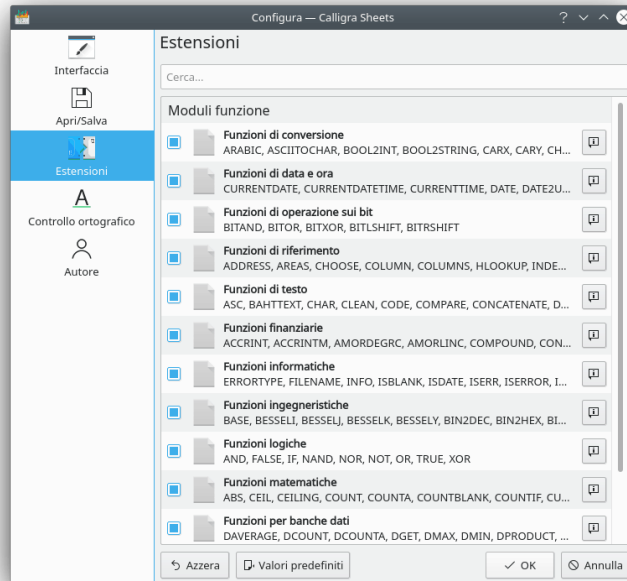 Configura — Calligra Sheets
Estensioni
Cerca...
Interfaccia
Apri/Salva
Estensioni
Controllo ortografico
Autore
Moduli funzione
Funzioni di conversione
ARABIC, ASCIITOCHAR, BOOL2INT, BOOL2STRING, CARX, CARY, CH...
Funzioni di data e ora
CURRENTDATE, CURRENTDATETIME, CURRENTTIME, DATE, DATE2U...
Funzioni di operazione sui bit
BITAND, BITOR, BITXOR, BITLSHIFT, BITRSHIFT
Funzioni di riferimento
ADDRESS, AREAS, CHOOSE, COLUMN, COLUMNS, HLOOKUP, INDE...
Funzioni di testo
ASC, BAHTTEXT, CHAR, CLEAN, CODE, COMPARE, CONCATENATE, D...
Funzioni finanziarie
ACCRINT, ACCRINTM, AMORDEGRC, AMORLINC, COMPOUND, CON...
Funzioni informatiche
ERRORTYPE, FILENAME, INFO, ISBLANK, ISDATE, ISERR, ISERROR, I...
Funzioni ingegneristiche
BASE, BESSELI, BESSELJ, BESSELK, BESSELY, BIN2DEC, BIN2HEX, BI...
Funzioni logiche
AND, FALSE, IF, NAND, NOR, NOT, OR, TRUE, XOR
Funzioni matematiche
ABS, CEIL, CEILING, COUNT, COUNTA, COUNTBLANK, COUNTIF, CU...
Funzioni per banche dati
DAVERAGE, DCOUNT, DCOUNTA, DGET, DMAX, DMIN, DPRODUCT, ...
Azzera
Valori predefiniti
OK
Annulla